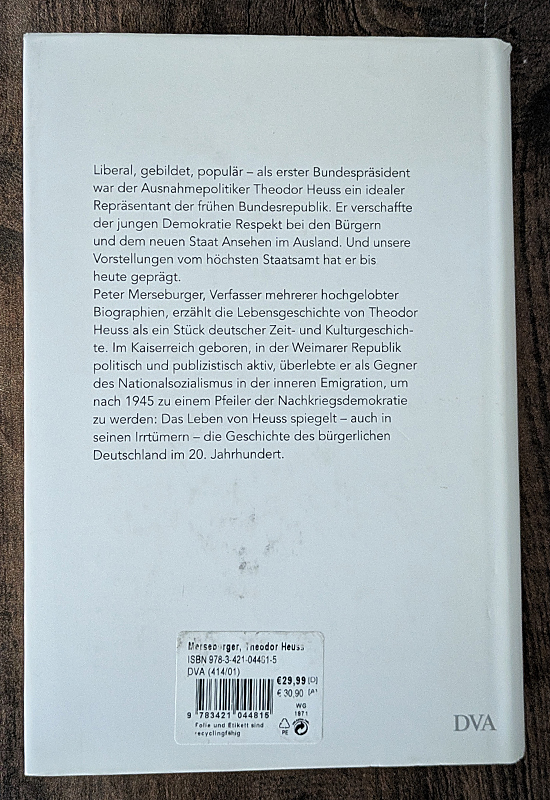 Liberal, gebildet, populär – als erster Bundespräsident
war der Ausnahmepolitiker Theodor Heuss ein idealer
Repräsentant der frühen Bundesrepublik. Er verschaffte
der jungen Demokratie Respekt bei den Bürgern
und dem neuen Staat Ansehen im Ausland. Und unsere
Vorstellungen vom höchsten Staatsamt hat er bis
heute geprägt.
Peter Merseburger, Verfasser mehrerer hochgelobter
Biographien, erzählt die Lebensgeschichte von Theodor
Heuss als ein Stück deutscher Zeit- und Kulturgeschich-
te. Im Kaiserreich geboren, in der Weimarer Republik
politisch und publizistisch aktiv, überlebte er als Gegner
des Nationalsozialismus in der inneren Emigration, um
nach 1945 zu einem Pfeiler der Nachkriegsdemokratie
zu werden: Das Leben von Heuss spiegelt – auch in
seinen Irrtümern – die Geschichte des bürgerlichen
Deutschland im 20. Jahrhundert.
Merseburger, Theodor Heuss
ISBN 978-3-421-04481-5
DVA (414/01)
€29,99 [D]
€ 30,90 [A]
WG
1971
9 783421 044815
Folie und Etikett sind
recyclingfähig
PE
DVA